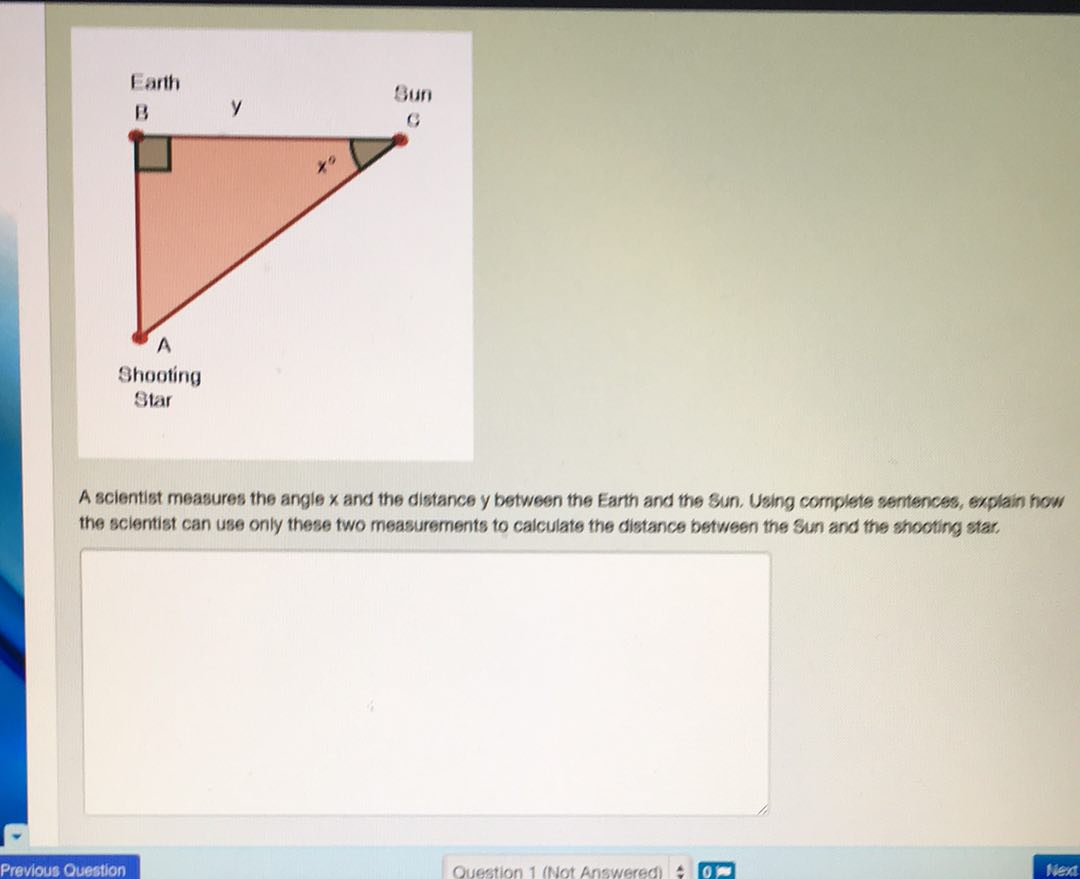 Earth
Sun
B
y
C
x°
A
Shooting
Star
A scientist measures the angle x and the distance y between the Earth and the Sun. Using complete sentences, explain how
the scientist can use only these two measurements to calculate the distance between the Sun and the shooting star.
Previous Question
Question 1 (Not Answered)
0
Next